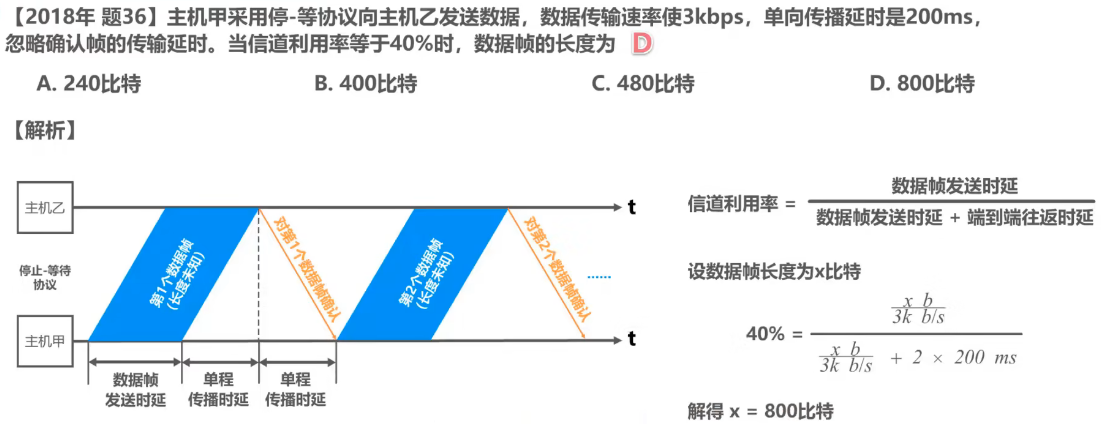 【2018年 题36】主机甲采用停-等协议向主机乙发送数据，数据传输速率使3kbps，单向传播延时是200ms，
忽略确认帧的传输延时。当信道利用率等于40%时，数据帧的长度为 D
A. 240比特 B. 400比特 C. 480比特 D. 800比特
【解析】
主机乙
t
停止-等待
协议
第1个数据帧
(长度未知)
对第1个数据帧确认
第2个数据帧
(长度未知)
对第2个数据帧确认
......
主机甲
t
数据帧
发送时延
单程
传播时延
单程
传播时延
信道利用率 =
数据帧发送时延
数据帧发送时延 + 端到端往返时延
设数据帧长度为x比特
40% =
x b
3k b/s
x b
3k b/s
+ 2 × 200 ms
解得 x = 800比特